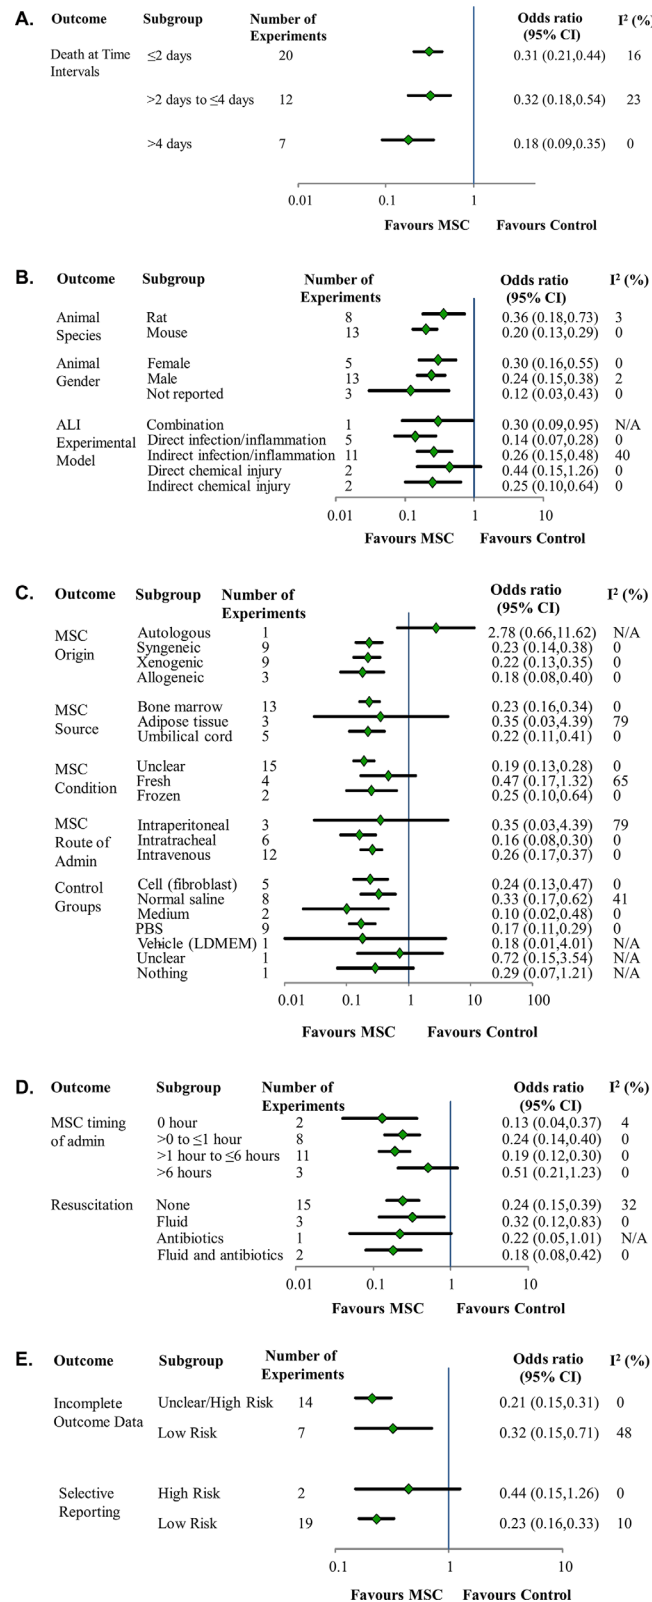 A.
Outcome Subgroup Number of Experiments Odds ratio (95% CI) I² (%)
Death at Time Intervals ≤2 days 20 0.31 (0.21,0.44) 16
>2 days to ≤4 days 12 0.32 (0.18,0.54) 23
>4 days 7 0.18 (0.09,0.35) 0
0.01 0.1 1
Favours MSC Favours Control
B.
Outcome Subgroup Number of Experiments Odds ratio (95% CI) I² (%)
Animal Species Rat 8 0.36 (0.18,0.73) 3
Mouse 13 0.20 (0.13,0.29) 0
Animal Gender Female 5 0.30 (0.16,0.55) 0
Male 13 0.24 (0.15,0.38) 2
Not reported 3 0.12 (0.03,0.43) 0
ALI Experimental Model Combination 1 0.30 (0.09,0.95) N/A
Direct infection/inflammation 5 0.14 (0.07,0.28) 0
Indirect infection/inflammation 11 0.26 (0.15,0.48) 40
Direct chemical injury 2 0.44 (0.15,1.26) 0
Indirect chemical injury 2 0.25 (0.10,0.64) 0
0.01 0.1 1 10
Favours MSC Favours Control
C.
Outcome Subgroup Number of Experiments Odds ratio (95% CI) I² (%)
MSC Origin Autologous 1 2.78 (0.66,11.62) N/A
Syngeneic 9 0.23 (0.14,0.38) 0
Xenogenic 9 0.22 (0.13,0.35) 0
Allogeneic 3 0.18 (0.08,0.40) 0
MSC Source Bone marrow 13 0.23 (0.16,0.34) 0
Adipose tissue 3 0.35 (0.03,4.39) 79
Umbilical cord 5 0.22 (0.11,0.41) 0
MSC Condition Unclear 15 0.19 (0.13,0.28) 0
Fresh 4 0.47 (0.17,1.32) 65
Frozen 2 0.25 (0.10,0.64) 0
MSC Route of Admin Intraperitoneal 3 0.35 (0.03,4.39) 79
Intratracheal 6 0.16 (0.08,0.30) 0
Intravenous 12 0.26 (0.17,0.37) 0
Control Groups Cell (fibroblast) 5 0.24 (0.13,0.47) 0
Normal saline 8 0.33 (0.17,0.62) 41
Medium 2 0.10 (0.02,0.48) 0
PBS 9 0.17 (0.11,0.29) 0
Vehicle (LDMEM) 1 0.18 (0.01,4.01) N/A
Unclear 1 0.72 (0.15,3.54) N/A
Nothing 1 0.29 (0.07,1.21) N/A
0.01 0.1 1 10 100
Favours MSC Favours Control
D.
Outcome Subgroup Number of Experiments Odds ratio (95% CI) I² (%)
MSC timing of admin 0 hour 2 0.13 (0.04,0.37) 4
>0 to ≤1 hour 8 0.24 (0.14,0.40) 0
>1 hour to ≤6 hours 11 0.19 (0.12,0.30) 0
>6 hours 3 0.51 (0.21,1.23) 0
Resuscitation None 15 0.24 (0.15,0.39) 32
Fluid 3 0.32 (0.12,0.83) 0
Antibiotics 1 0.22 (0.05,1.01) N/A
Fluid and antibiotics 2 0.18 (0.08,0.42) 0
0.01 0.1 1 10
Favours MSC Favours Control
E.
Outcome Subgroup Number of Experiments Odds ratio (95% CI) I² (%)
Incomplete Outcome Data Unclear/High Risk 14 0.21 (0.15,0.31) 0
Low Risk 7 0.32 (0.15,0.71) 48
Selective Reporting High Risk 2 0.44 (0.15,1.26) 0
Low Risk 19 0.23 (0.16,0.33) 10
0.1 1 10
Favours MSC Favours Control